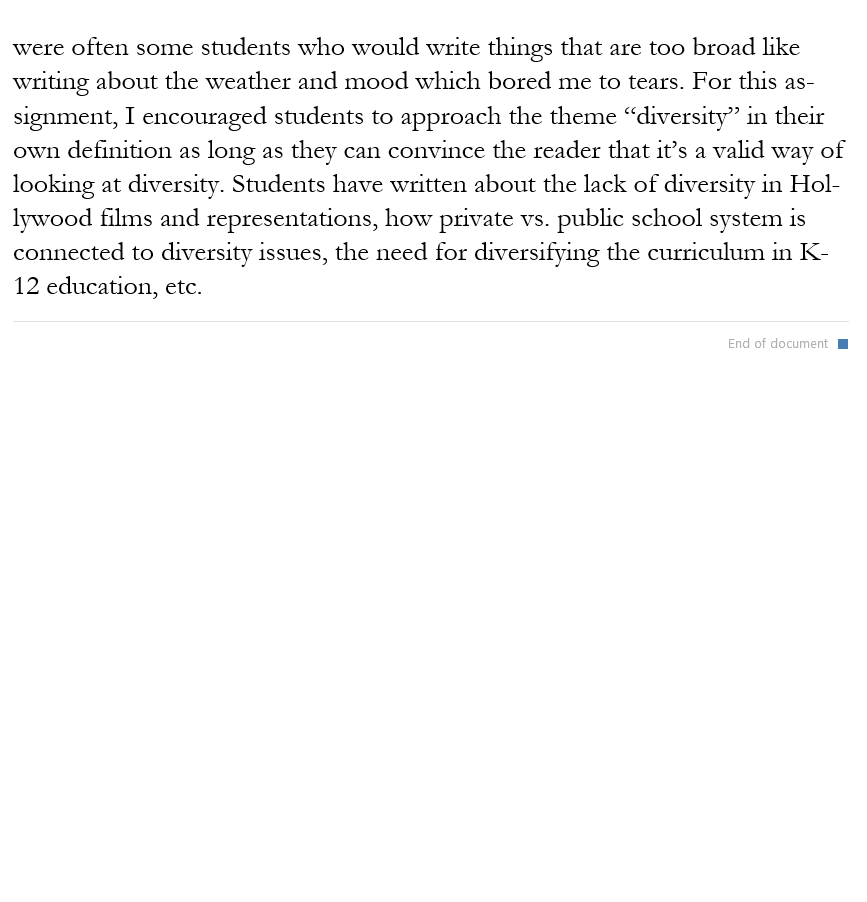 were often some students who would write things that are too broad like
writing about the weather and mood which bored me to tears. For this as-
signment, I encouraged students to approach the theme “diversity” in their
own definition as long as they can convince the reader that it’s a valid way of
looking at diversity. Students have written about the lack of diversity in Hol-
lywood films and representations, how private vs. public school system is
connected to diversity issues, the need for diversifying the curriculum in K-
12 education, etc.
End of document